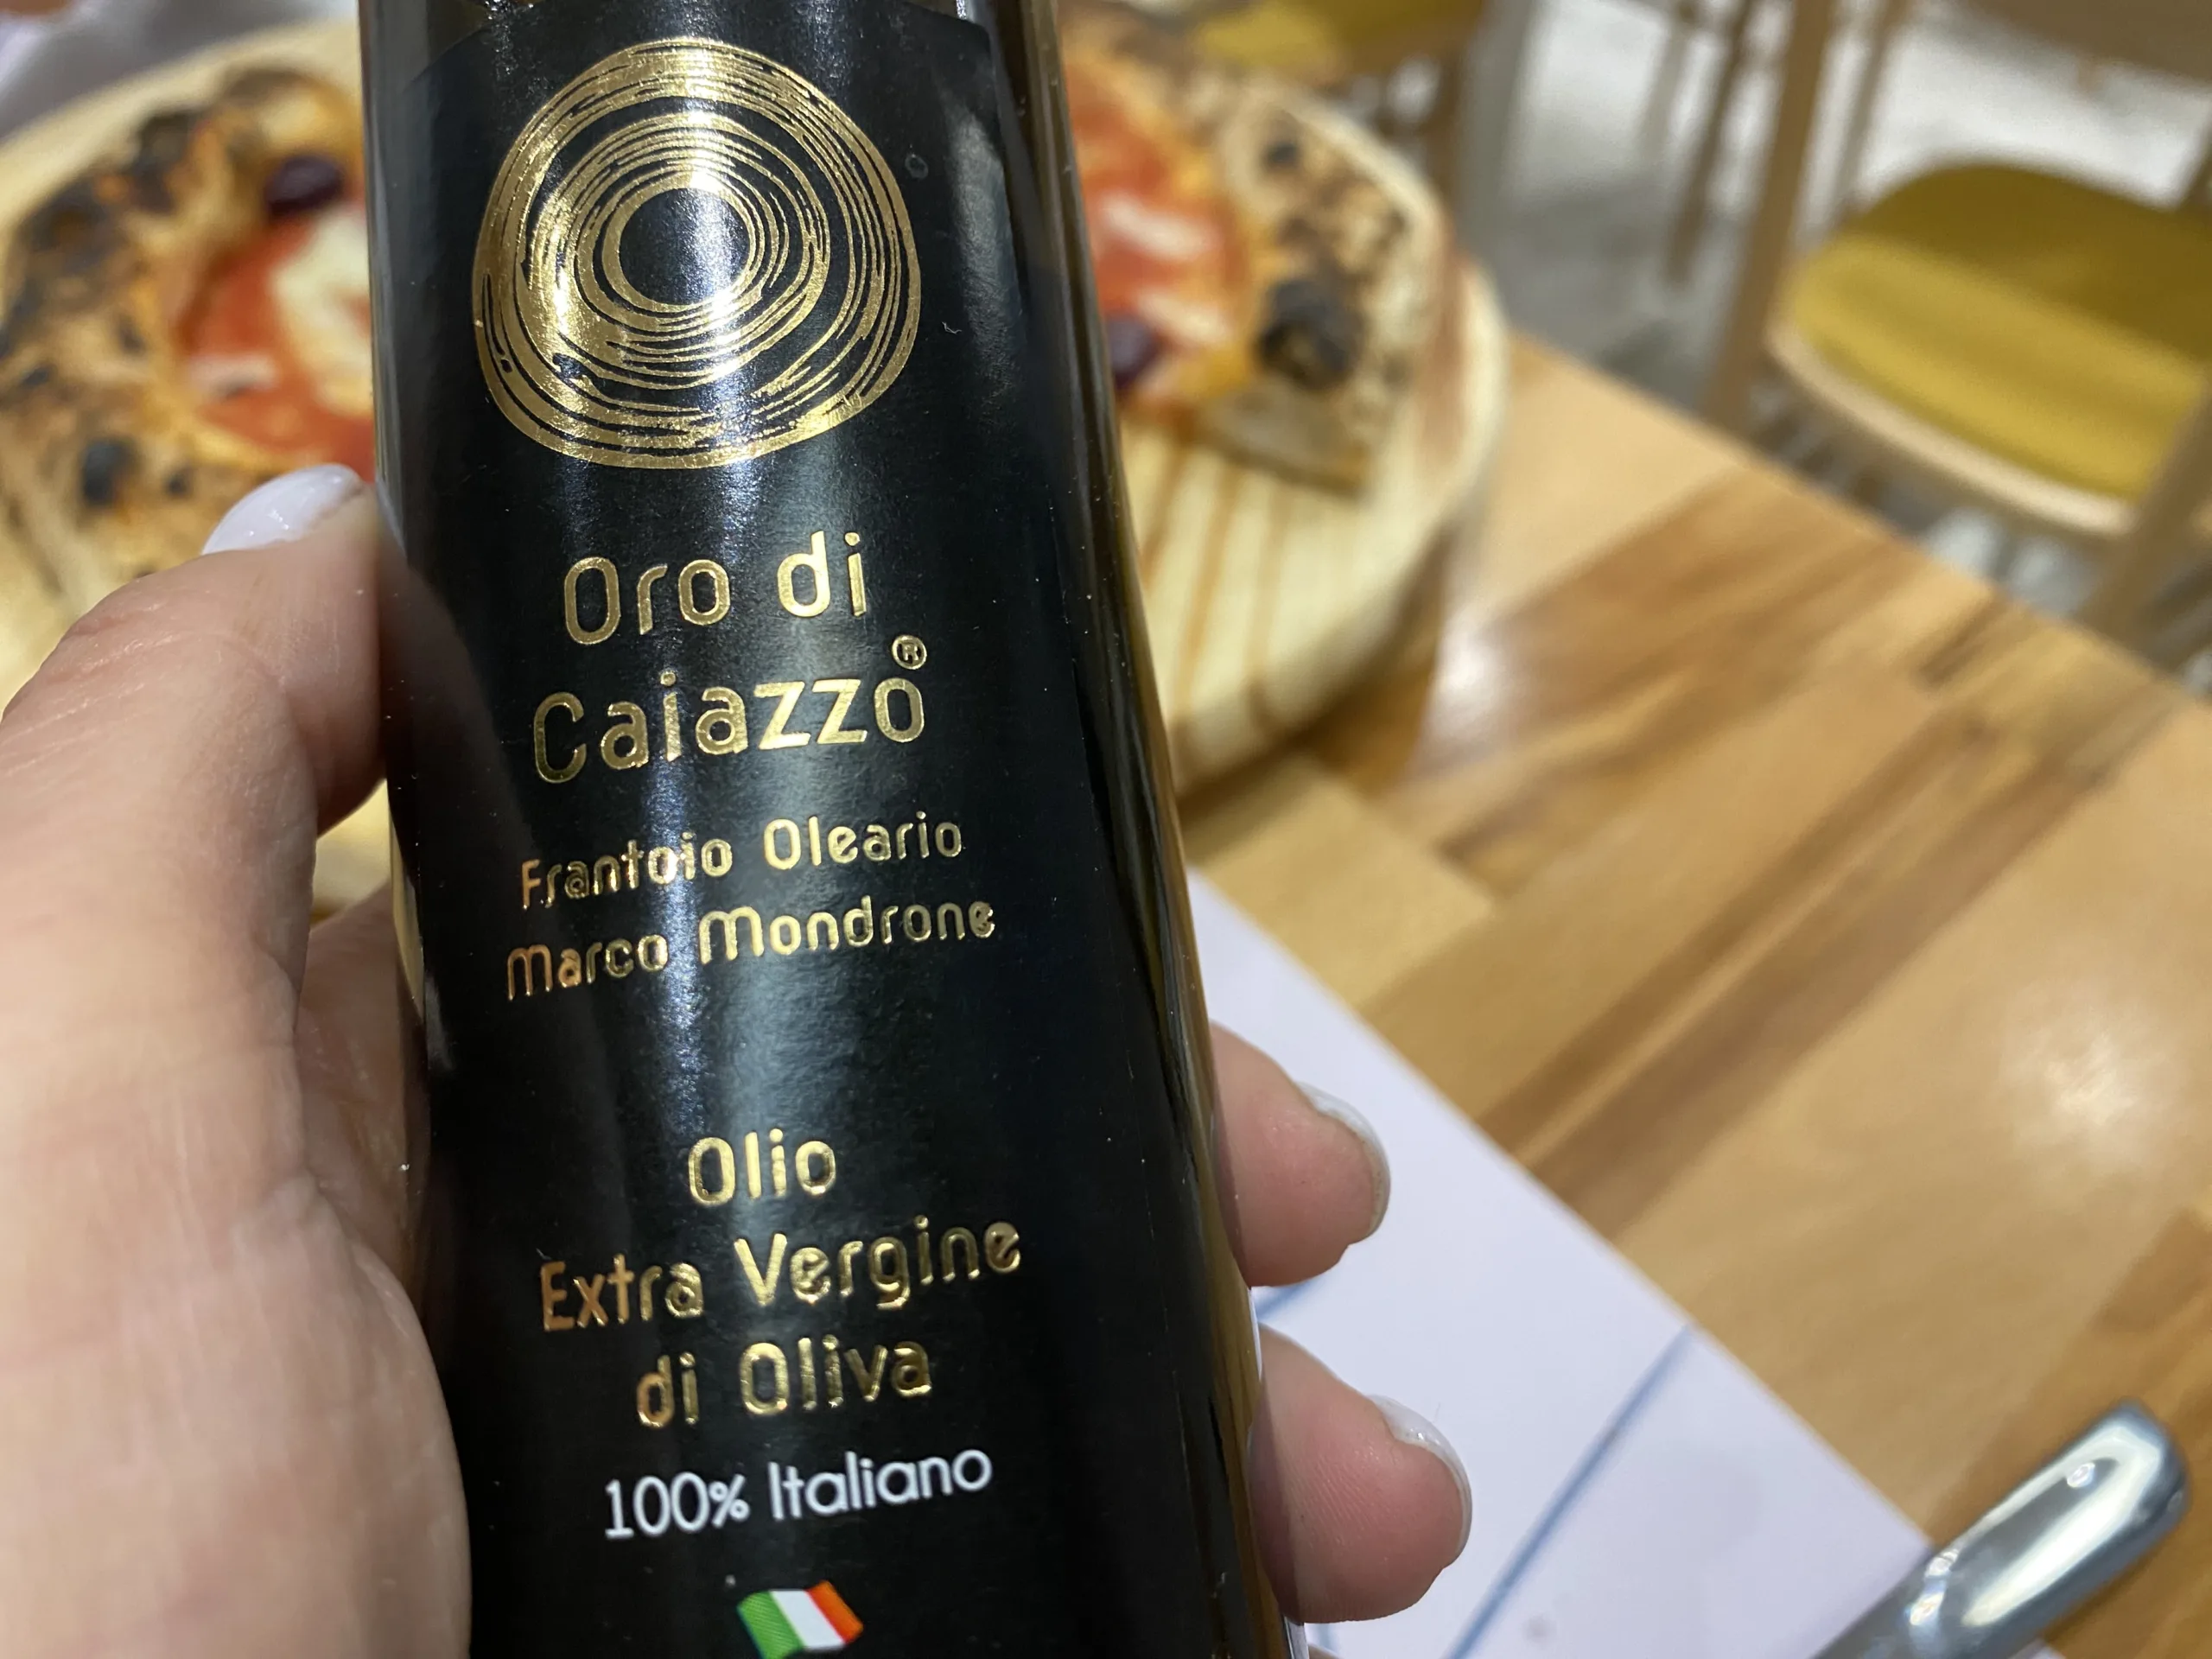 Oro di
Caiazzo®
Frantoio Oleario
Marco Mondrone
Olio
Extra Vergine
di Oliva
100% Italiano